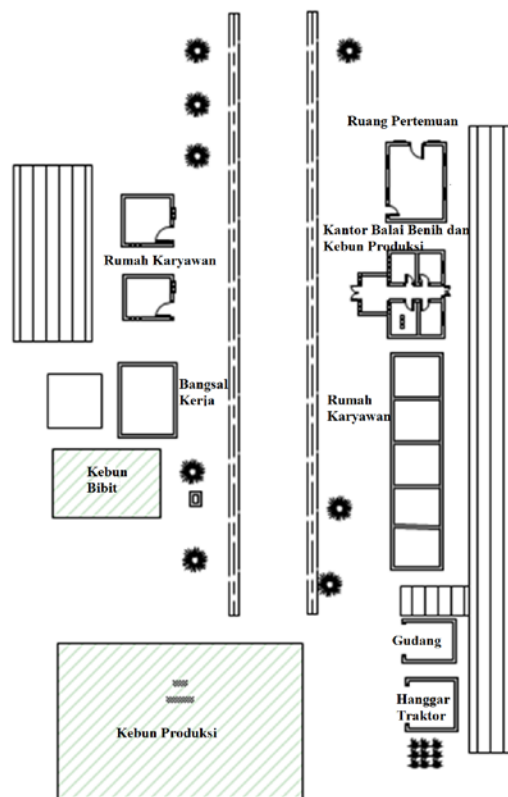 Ruang Pertemuan
Kantor Balai Benih dan
Kebun Produksi
Rumah Karyawan
Bangsal
Kerja
Rumah
Karyawan
Kebun
Bibit
Gudang
Hanggar
Traktor
Kebun Produksi